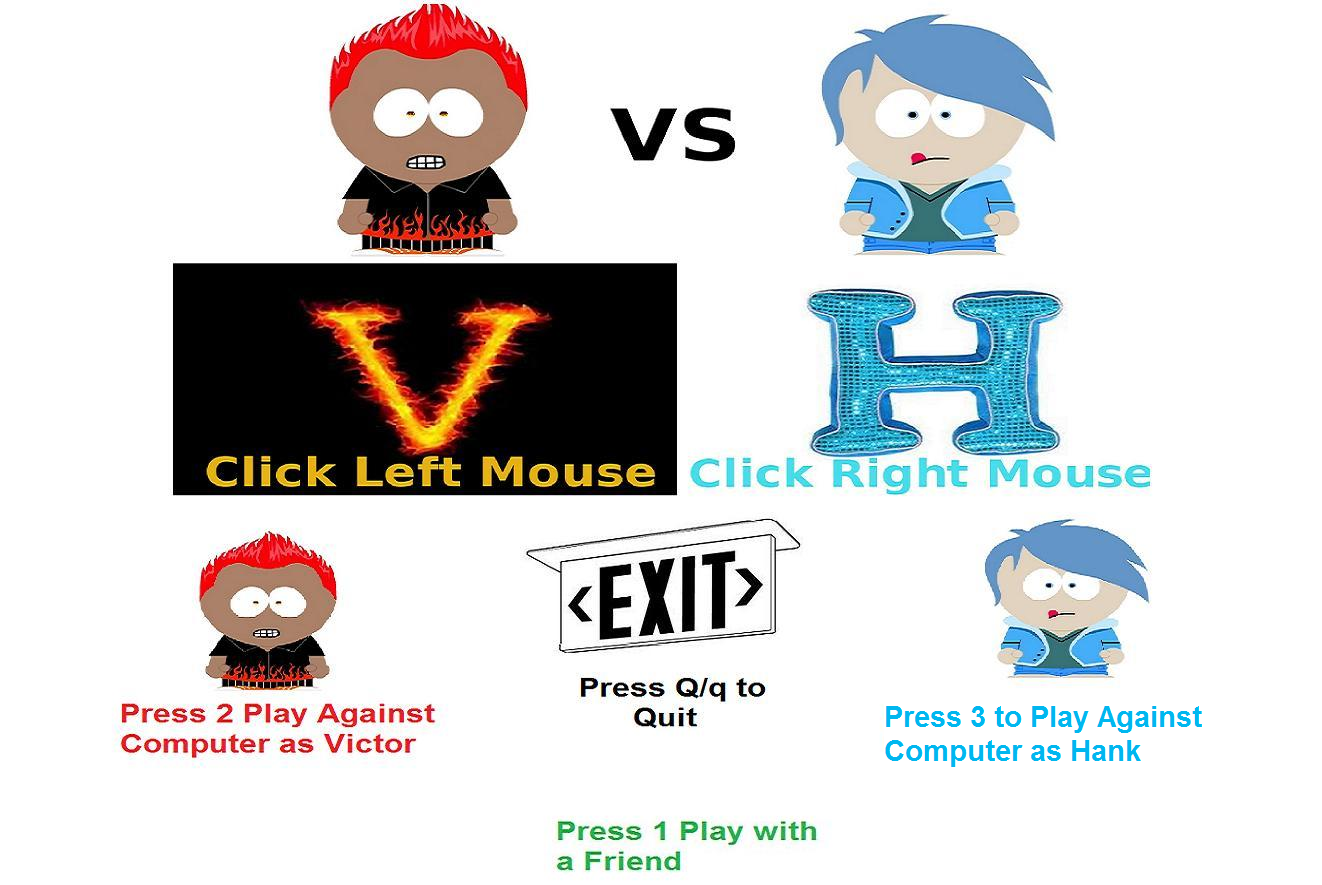 VS
V
H
Click Left Mouse
Click Right Mouse
<EXIT>
Press Q/q to
Quit
Press 2 Play Against
Computer as Victor
Press 3 to Play Against
Computer as Hank
Press 1 Play with
a Friend